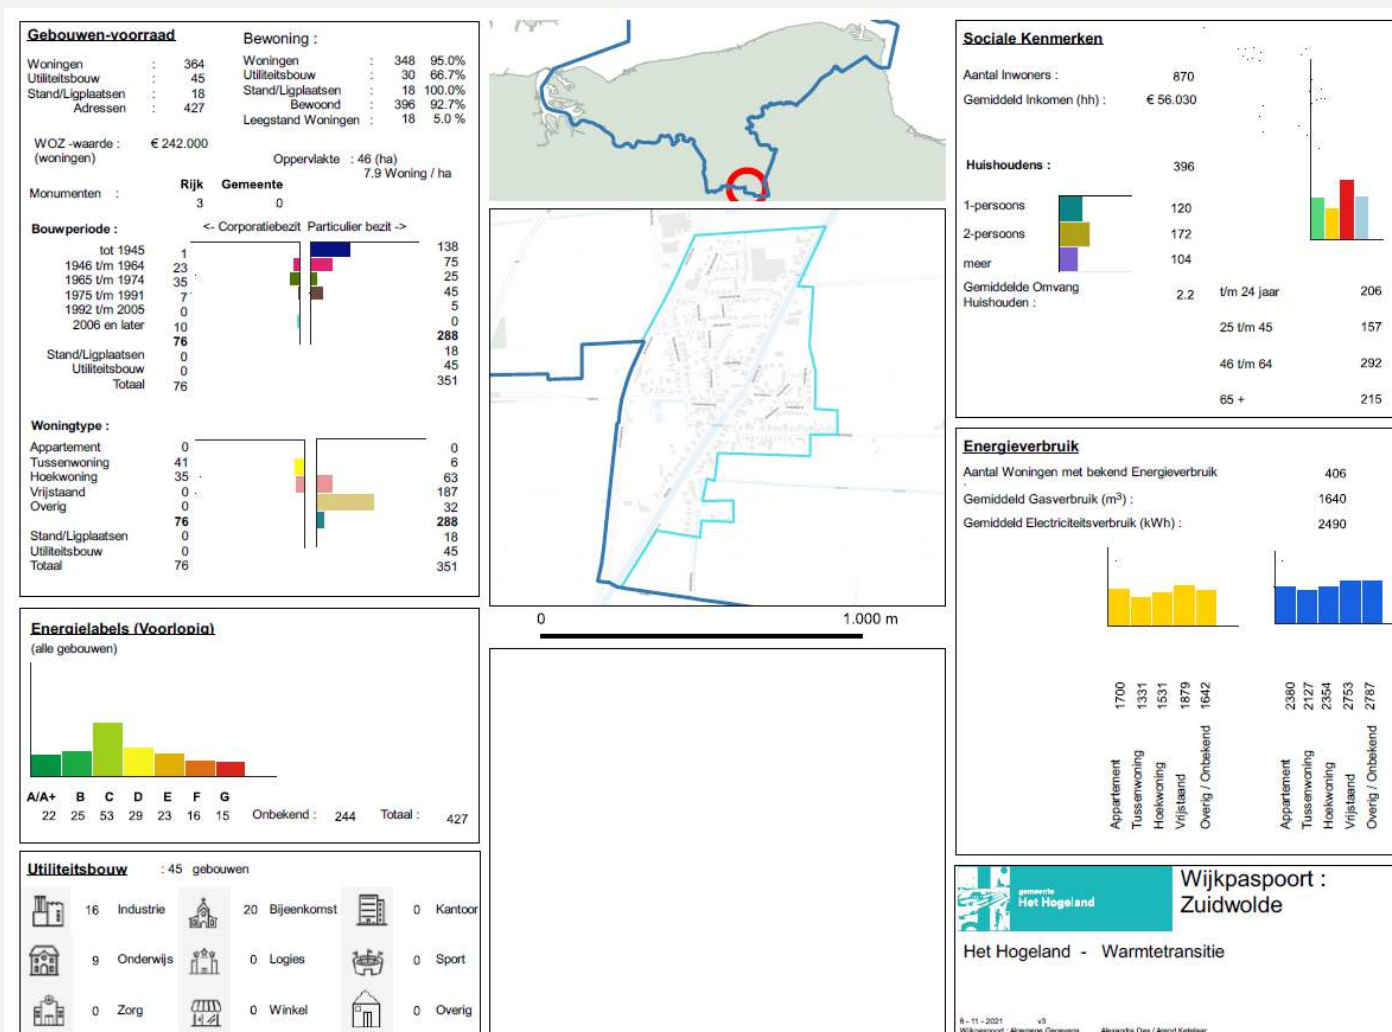 Gebouwen-voorraad
Woningen : 364
Utiliteitsbouw : 45
Stand/Ligplaatsen : 18
Adressen : 427
WOZ -waarde : € 242.000
(woningen)
Bewoning :
Woningen : 348 95.0%
Utiliteitsbouw : 30 66.7%
Stand/Ligplaatsen : 18 100.0%
Bewoond : 396 92.7%
Leegstand Woningen : 18 5.0 %
Oppervlakte : 46 (ha)
7.9 Woning / ha
Rijk Gemeente
Monumenten : 3 0
Bouwperiode : <- Corporatiebezit Particulier bezit ->
tot 1945 1 138
1946 t/m 1964 23 75
1965 t/m 1974 35 25
1975 t/m 1991 7 45
1992 t/m 2005 0 5
2006 en later 10 0
76 288
Stand/Ligplaatsen 0 18
Utiliteitsbouw 0 45
Totaal 76 351
Woningtype :
Appartement 0 0
Tussenwoning 41 6
Hoekwoning 35 63
Vrijstaand 0 187
Overig 0 32
76 288
Stand/Ligplaatsen 0 18
Utiliteitsbouw 0 45
Totaal 76 351
Energielabels (Voorlopig)
(alle gebouwen)
A/A+ B C D E F G
22 25 53 29 23 16 15 Onbekend : 244 Totaal : 427
Utiliteitsbouw : 45 gebouwen
16 Industrie 20 Bijeenkomst 0 Kantoor
9 Onderwijs 0 Logies 0 Sport
0 Zorg 0 Winkel 0 Overig
0 1.000 m
Sociale Kenmerken
Aantal Inwoners : 870
Gemiddeld Inkomen (hh) : € 56.030
Huishoudens : 396
1-persoons 120
2-persoons 172
meer 104
Gemiddelde Omvang
Huishouden : 2.2
t/m 24 jaar 206
25 t/m 45 157
46 t/m 64 292
65 + 215
Energieverbruik
Aantal Woningen met bekend Energieverbruik 406
Gemiddeld Gasverbruik (m³) : 1640
Gemiddeld Electriciteitsverbruik (kWh) : 2490
1700 1331 1531 1879 1642
Appartement Tussenwoning Hoekwoning Vrijstaand Overig / Onbekend
2380 2127 2354 2753 2787
Appartement Tussenwoning Hoekwoning Vrijstaand Overig / Onbekend
gemeente
Het Hogeland
Wijkpaspoort :
Zuidwolde
Het Hogeland - Warmtetransitie
8 - 11 - 2021 v3
Wijkpaspoort : Algemene Gegevens